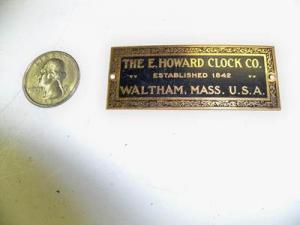 THE E. HOWARD CLOCK CO.
ESTABLISHED 1842
WALTHAM, MASS. U.S.A.